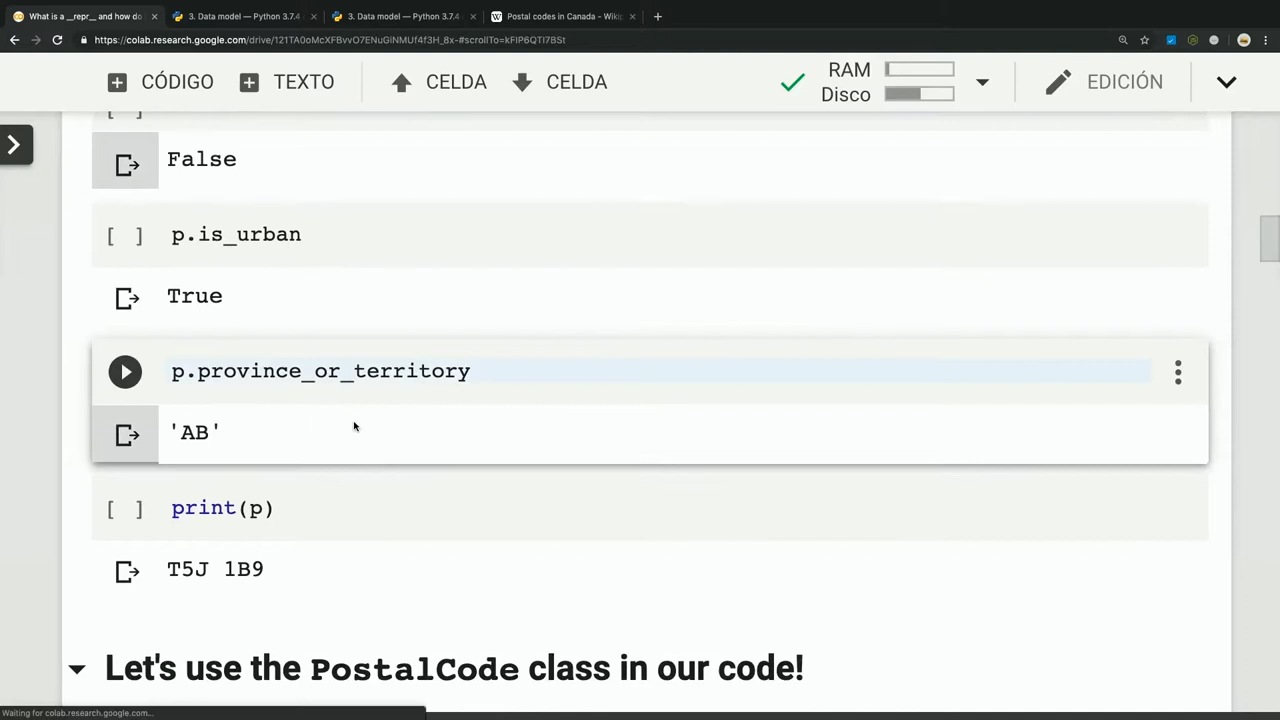 What is a __repr__ and how do
3. Data model — Python 3.7.4
3. Data model — Python 3.7.4
Postal codes in Canada - Wikip
https://colab.research.google.com/drive/121TA0oMcXFBvvO7ENuGlNMUf4f3H_8x-#scrollTo=kFIP6QTI7BSt
CÓDIGO
TEXTO
CELDA
CELDA
RAM
Disco
EDICIÓN
[ ]
False
[ ] p.is_urban
True
p.province_or_territory
'AB'
[ ] print(p)
T5J 1B9
Let's use the PostalCode class in our code!
Waiting for colab.research.google.com...